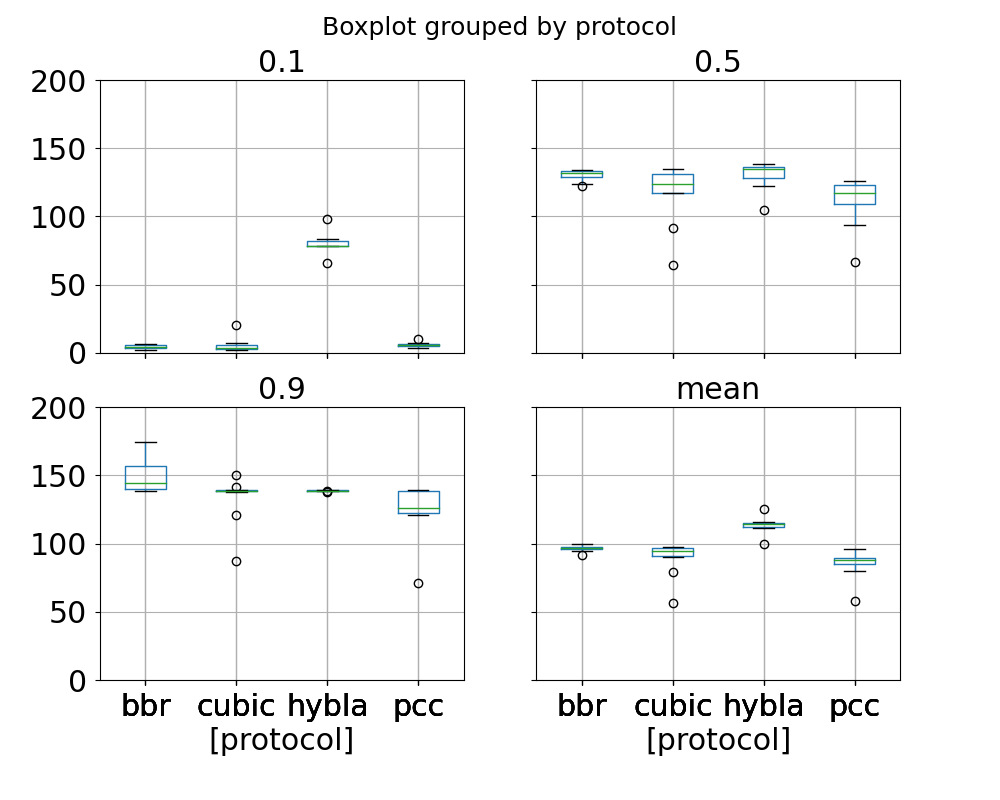 Boxplot grouped by protocol
0.1
0.5
200
150
100
50
0
0.9
mean
200
150
100
50
0
bbr cubic hybla pcc
bbr cubic hybla pcc
[protocol]
[protocol]